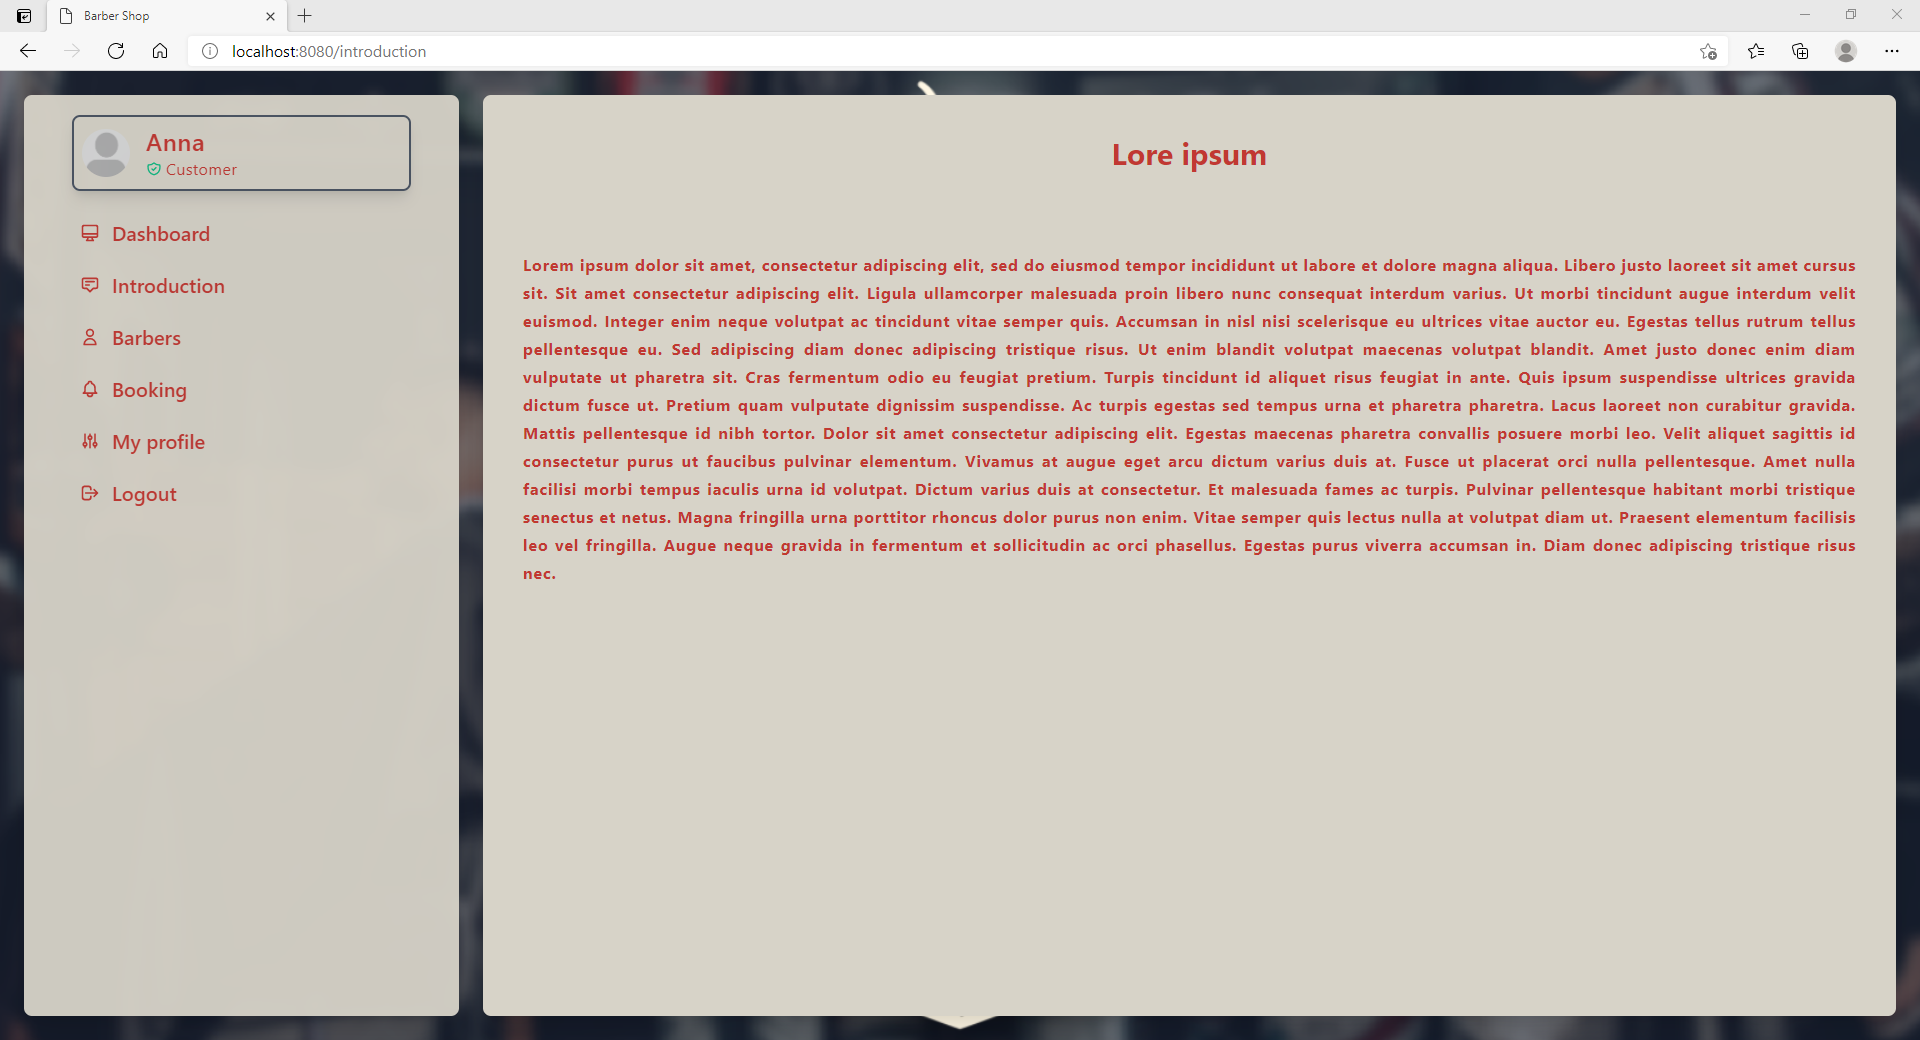 Barber Shop
localhost:8080/introduction
Anna
Customer
Dashboard
Introduction
Barbers
Booking
My profile
Logout
Lore ipsum
Lorem ipsum dolor sit amet, consectetur adipiscing elit, sed do eiusmod tempor incididunt ut labore et dolore magna aliqua. Libero justo laoreet sit amet cursus
sit. Sit amet consectetur adipiscing elit. Ligula ullamcorper malesuada proin libero nunc consequat interdum varius. Ut morbi tincidunt augue interdum velit
euismod. Integer enim neque volutpat ac tincidunt vitae semper quis. Accumsan in nisl nisi scelerisque eu ultrices vitae auctor eu. Egestas tellus rutrum tellus
pellentesque eu. Sed adipiscing diam donec adipiscing tristique risus. Ut enim blandit volutpat maecenas volutpat blandit. Amet justo donec enim diam
vulputate ut pharetra sit. Cras fermentum odio eu feugiat pretium. Turpis tincidunt id aliquet risus feugiat in ante. Quis ipsum suspendisse ultrices gravida
dictum fusce ut. Pretium quam vulputate dignissim suspendisse. Ac turpis egestas sed tempus urna et pharetra pharetra. Lacus laoreet non curabitur gravida.
Mattis pellentesque id nibh tortor. Dolor sit amet consectetur adipiscing elit. Egestas maecenas pharetra convallis posuere morbi leo. Velit aliquet sagittis id
consectetur purus ut faucibus pulvinar elementum. Vivamus at augue eget arcu dictum varius duis at. Fusce ut placerat orci nulla pellentesque. Amet nulla
facilisi morbi tempus iaculis urna id volutpat. Dictum varius duis at consectetur. Et malesuada fames ac turpis. Pulvinar pellentesque habitant morbi tristique
senectus et netus. Magna fringilla urna porttitor rhoncus dolor purus non enim. Vitae semper quis lectus nulla at volutpat diam ut. Praesent elementum facilisis
leo vel fringilla. Augue neque gravida in fermentum et sollicitudin ac orci phasellus. Egestas purus viverra accumsan in. Diam donec adipiscing tristique risus
nec.